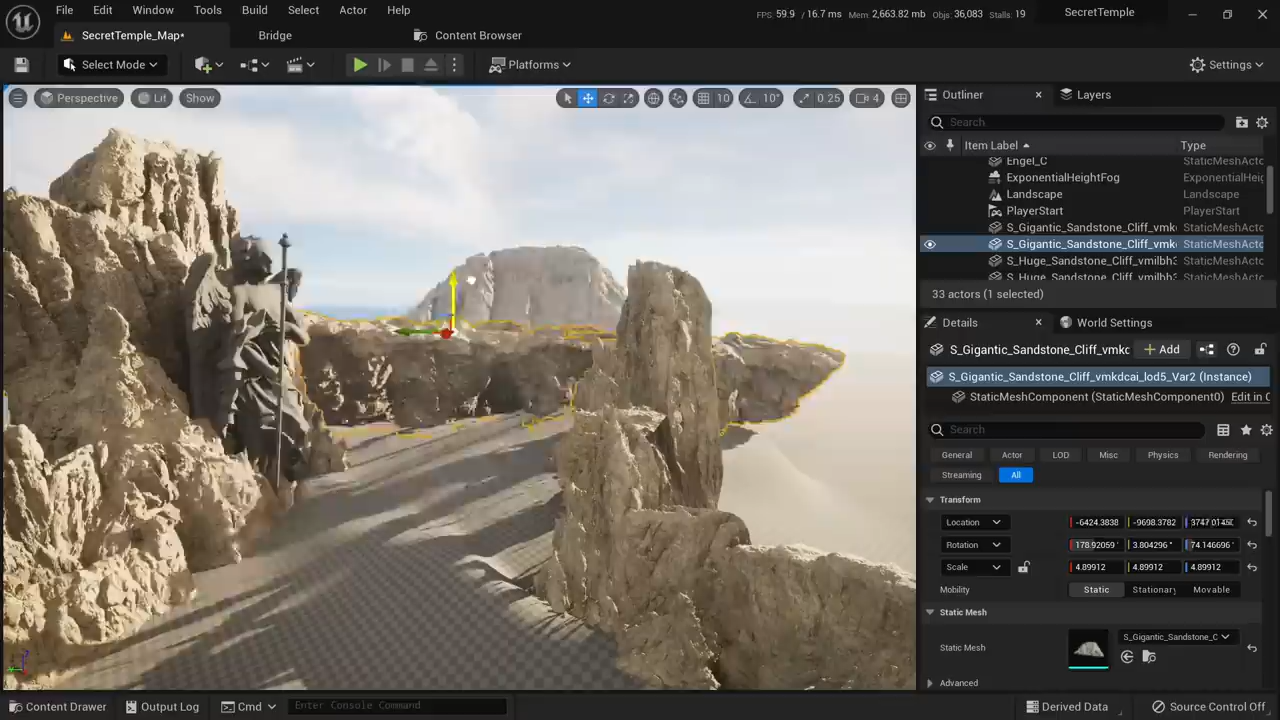 File Edit Window Tools Build Select Actor Help
FPS: 59.9 / 16.7 ms Mem: 2,663.82 mb Objs: 36,083 Stalls: 19
SecretTemple
SecretTemple_Map* Bridge Content Browser
Select Mode Platforms Settings
Perspective Lit Show 10 10° 0.25 4
Outliner Layers
Search
Item Label Type
Engel_C StaticMeshActo
ExponentialHeightFog ExponentialHeig
Landscape Landscape
PlayerStart PlayerStart
S_Gigantic_Sandstone_Cliff_vmk StaticMeshActo
S_Gigantic_Sandstone_Cliff_vmk StaticMeshActo
S_Huge_Sandstone_Cliff_vmilbh3 StaticMeshActo
S_Huge_Sandstone_Cliff_vmilbh3 StaticMeshActo
33 actors (1 selected)
Details World Settings
S_Gigantic_Sandstone_Cliff_vmkc Add
S_Gigantic_Sandstone_Cliff_vmkdcai_lod5_Var2 (Instance)
StaticMeshComponent (StaticMeshComponent0) Edit in C
Search
General Actor LOD Misc Physics Rendering
Streaming All
Transform
Location -6424.3838 -9698.3782
Rotation 178.92059° 3.804296° 74.146696°
Scale 4.89912 4.89912 4.89912
Mobility Static Stationary Movable
Static Mesh
Static Mesh S_Gigantic_Sandstone_C
Advanced
Content Drawer Output Log Cmd Enter Console Command Derived Data Source Control Off